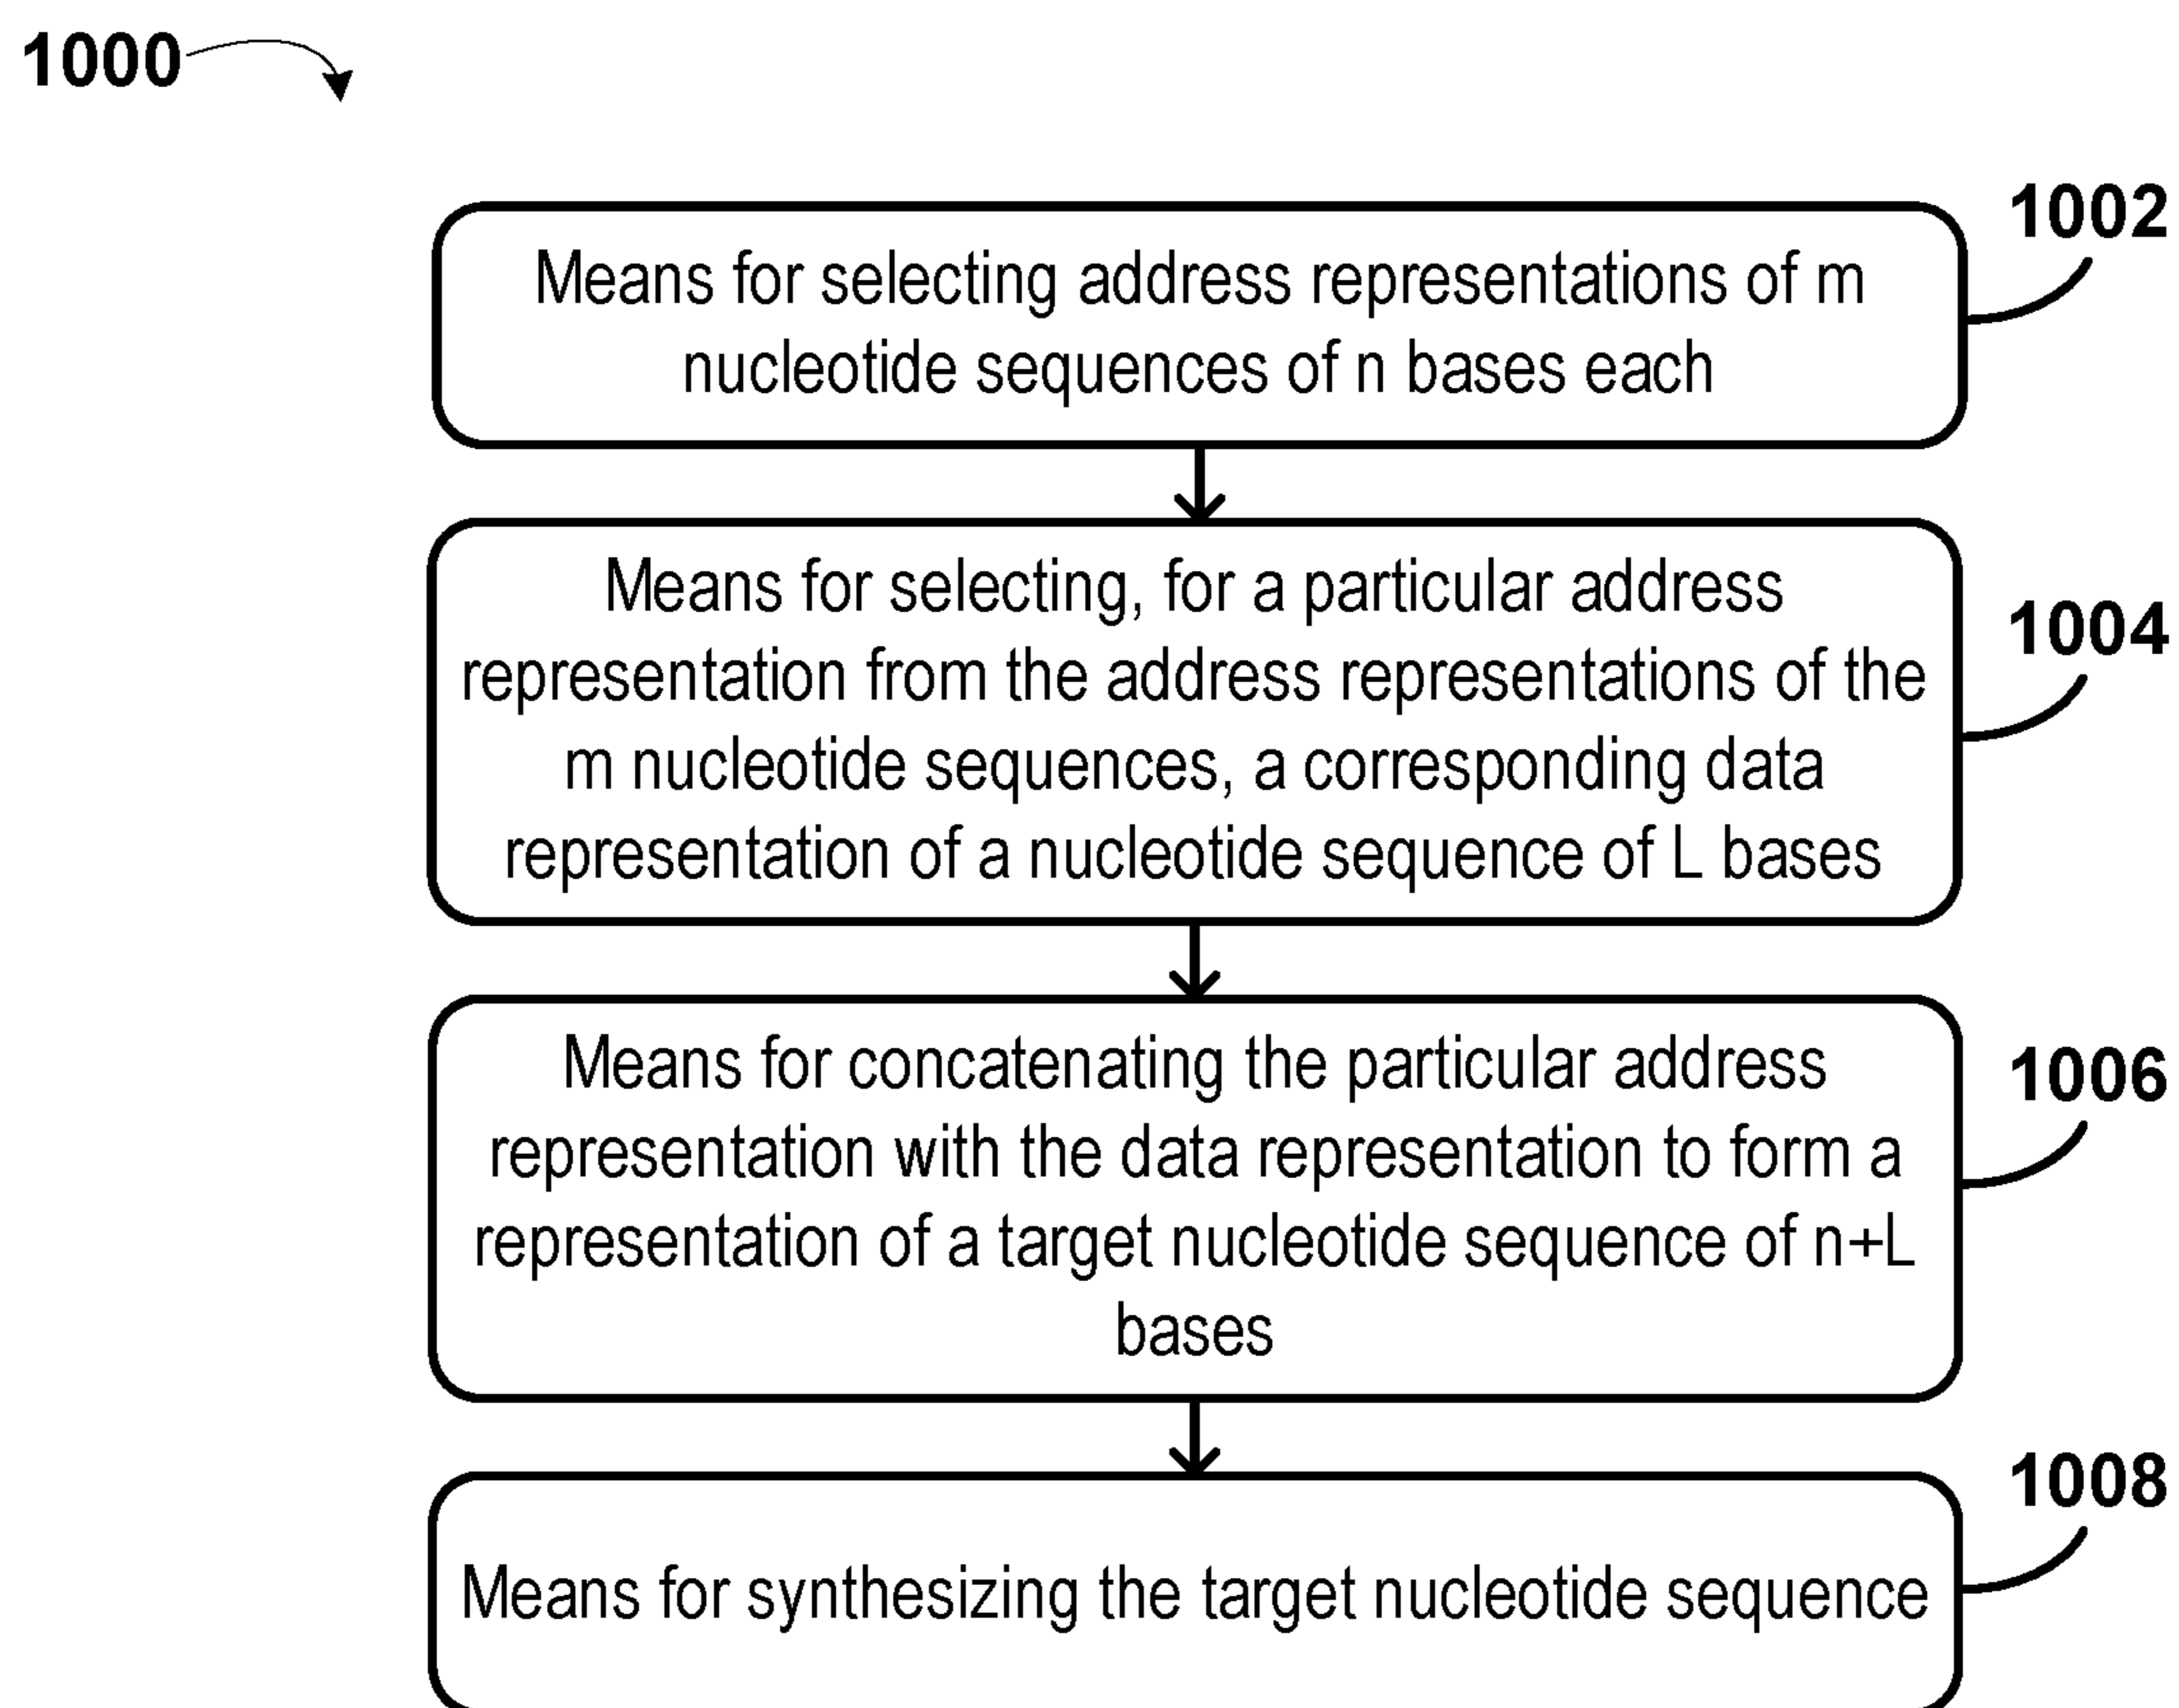 1000
1002
Means for selecting address representations of m
nucleotide sequences of n bases each
1004
Means for selecting, for a particular address
representation from the address representations of the
m nucleotide sequences, a corresponding data
representation of a nucleotide sequence of L bases
1006
Means for concatenating the particular address
representation with the data representation to form a
representation of a target nucleotide sequence of n+L
bases
1008
Means for synthesizing the target nucleotide sequence